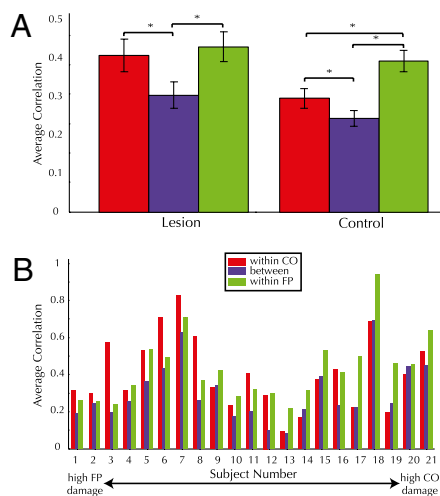 A
0.5
0.4
0.3
0.2
0.1
0
Average Correlation
*
*
*
*
*
Lesion
Control
B
within CO
between
within FP
1
0.8
0.6
0.4
0.2
0
Average Correlation
1 2 3 4 5 6 7 8 9 10 11 12 13 14 15 16 17 18 19 20 21
high FP damage
Subject Number
high CO damage